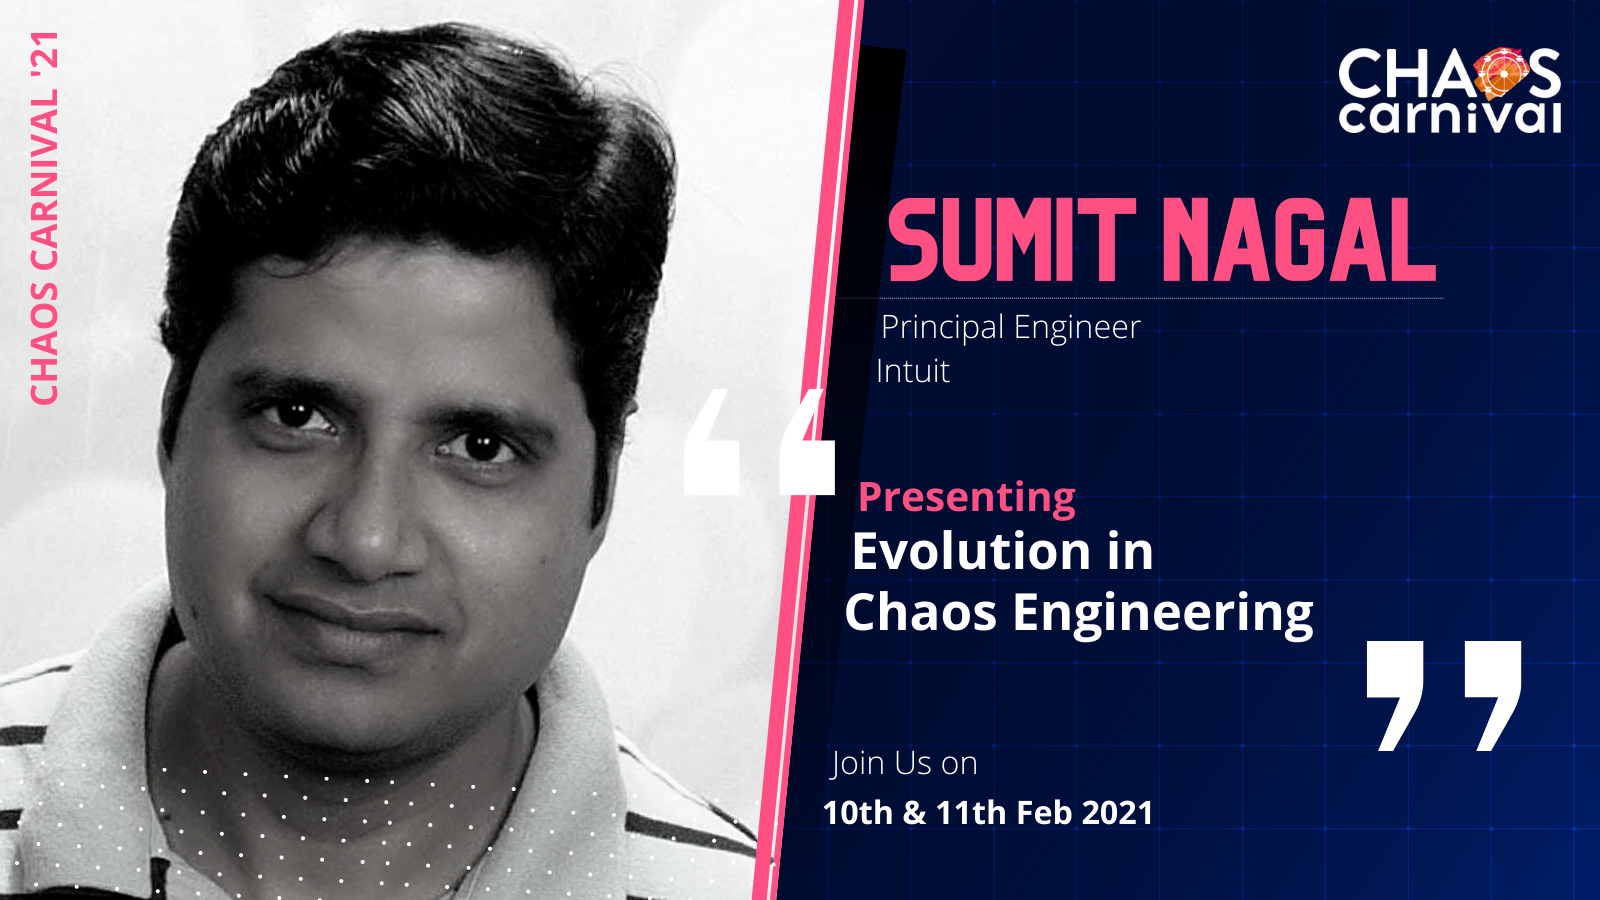 CHAOS CARNIVAL '21
CHAOS
carnival
SUMIT NAGAL
Principal Engineer
Intuit
“
Presenting
Evolution in
Chaos Engineering
”
Join Us on
10th & 11th Feb 2021